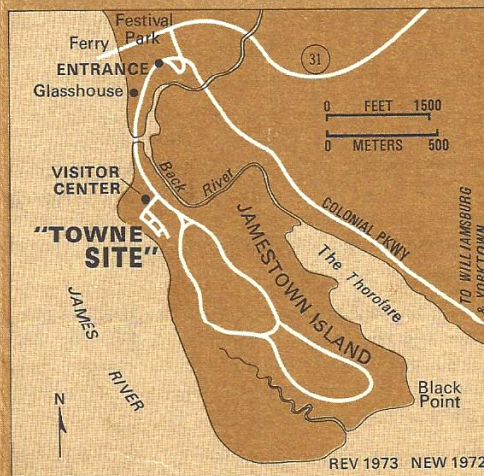 Festival
Park
Ferry
ENTRANCE
Glasshouse
31
0 FEET 1500
0 METERS 500
VISITOR
CENTER
Back River
"TOWNE
SITE"
COLONIAL PKWY
JAMESTOWN ISLAND
The Thorofare
TO WILLIAMSBURG
& YORKTOWN
JAMES
RIVER
N
Black
Point
REV 1973 NEW 1972